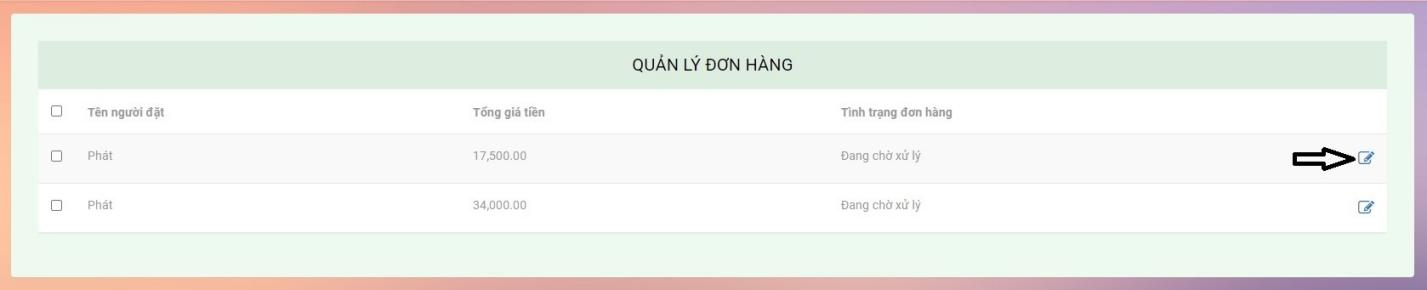 QUẢN LÝ ĐƠN HÀNG
Tên người đặt Tổng giá tiền Tình trạng đơn hàng
Phát 17,500.00 Đang chờ xử lý
Phát 34,000.00 Đang chờ xử lý